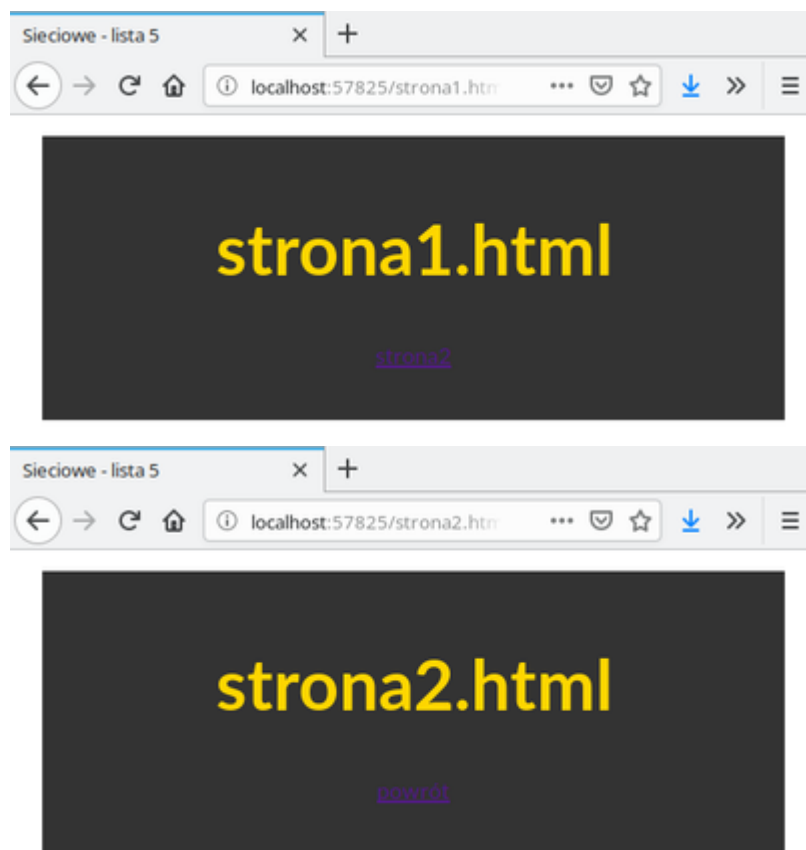 Sieciowe - lista 5
localhost:57825/strona1.htm
strona1.html
strona2
Sieciowe - lista 5
localhost:57825/strona2.htm
strona2.html
powrót